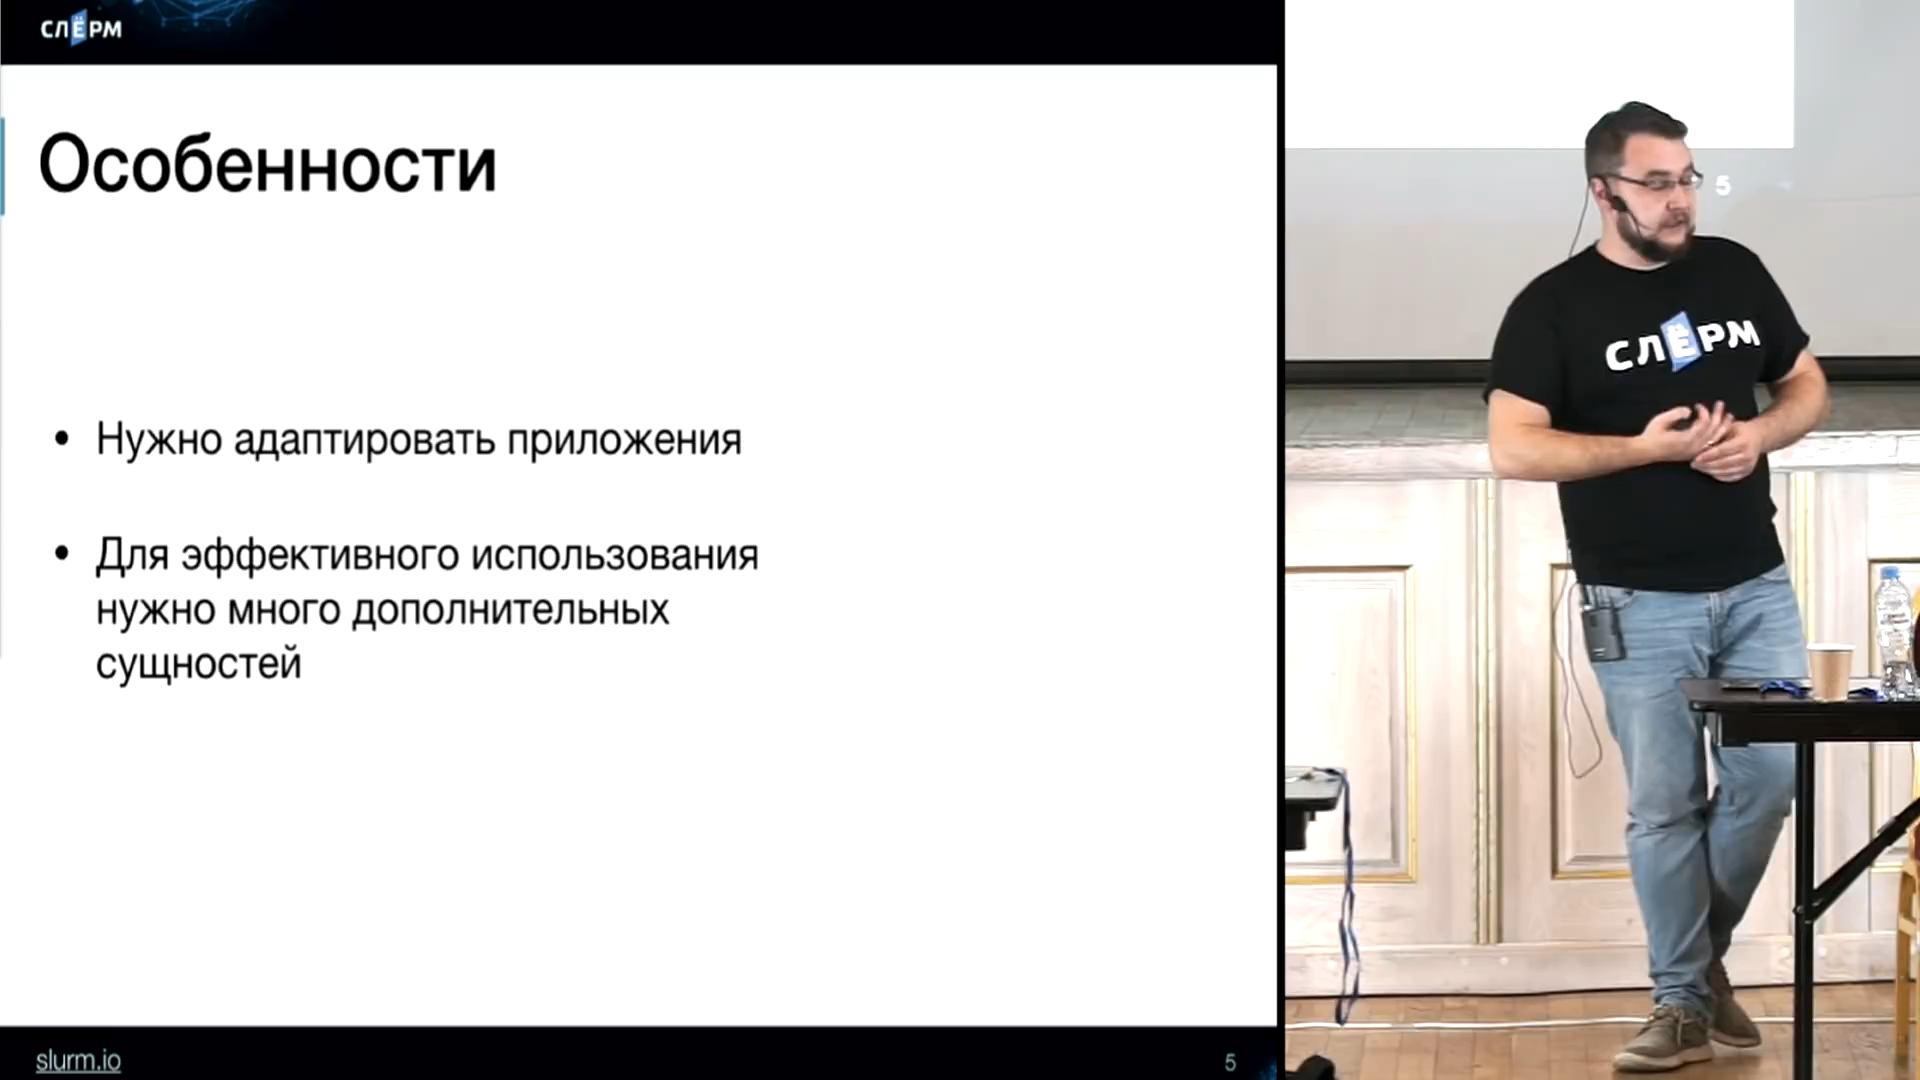 СЛЁРМ
Особенности
• Нужно адаптировать приложения
• Для эффективного использования
нужно много дополнительных
сущностей
slurm.io
5
5
СЛЁРМ